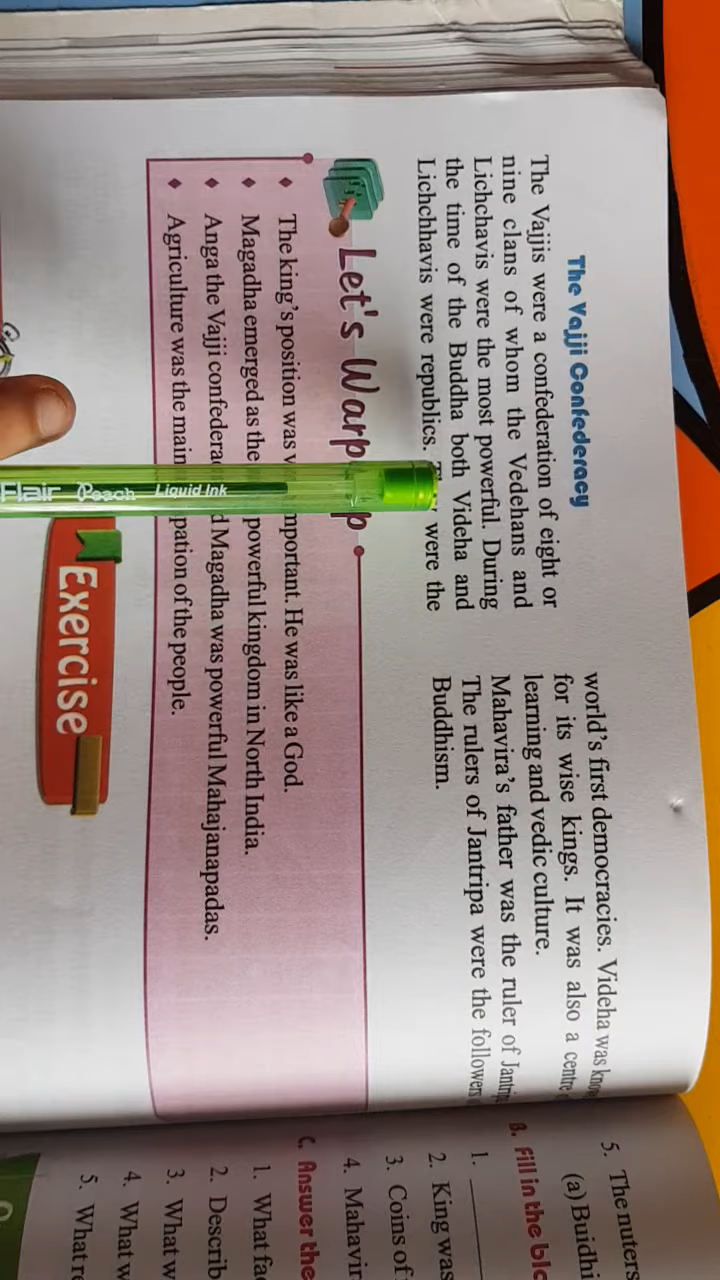 The Vajji Confederacy
The Vajjis were a confederation of eight or
nine clans of whom the Vedehans and
Lichchavis were the most powerful. During
the time of the Buddha both Videha and
Lichchhavis were republics. were the
world's first democracies. Videha was
for its wise kings. It was also a centre
learning and vedic culture.
Mahavira's father was the ruler of
The rulers of Jantripa were the followers
Buddhism.
Let's Warp
The king's position was mportant. He was like a God.
Magadha emerged as the powerful kingdom in North India.
Anga the Vajji confedera d Magadha was powerful Mahajanapadas.
Agriculture was the main pation of the people.
Flair Peach Liquid Ink
Exercise
5. The
(a)
B. Fill in the
1.
2. King was
3. Coins of
4. Mahavir
C. Answer the
1. What fa
2. Describ
3. What w
4. What w
5. What re